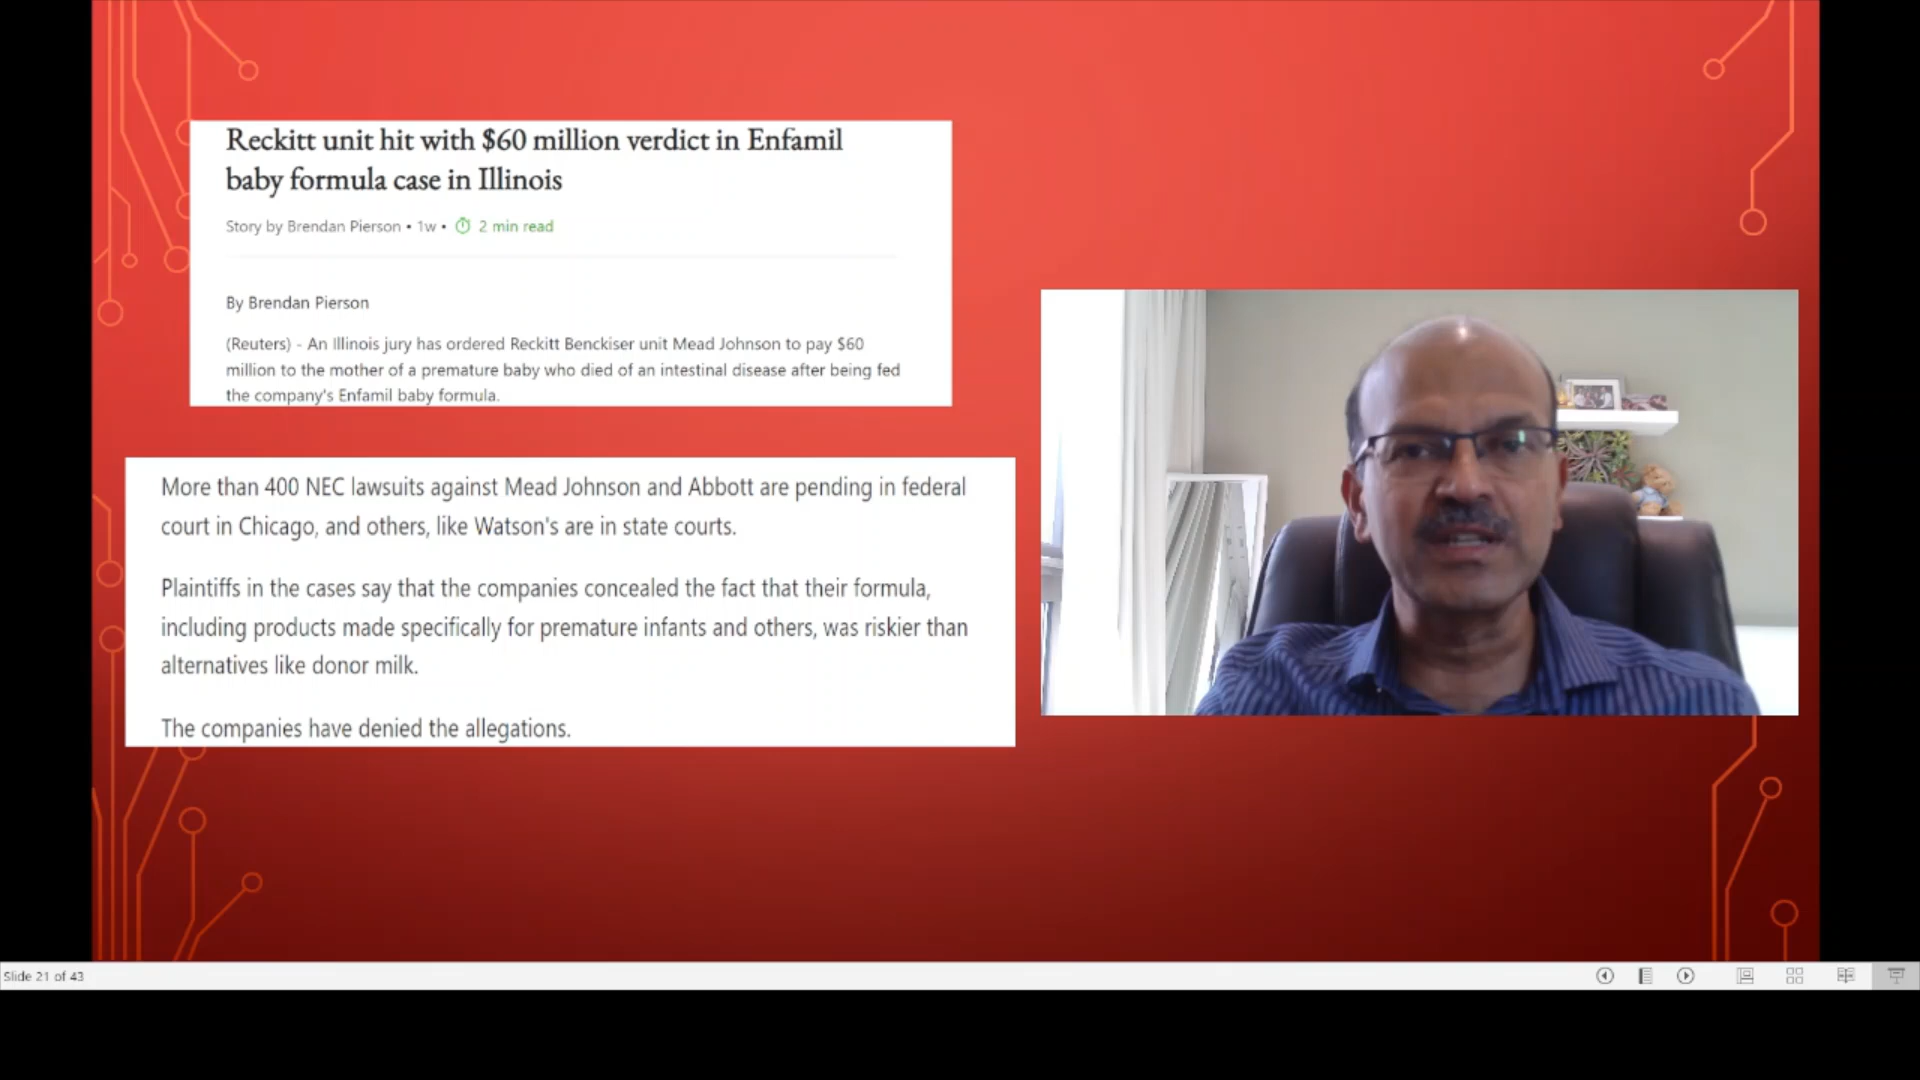 Reckitt unit hit with $60 million verdict in Enfamil
baby formula case in Illinois
Story by Brendan Pierson • 1w • 2 min read
By Brendan Pierson
(Reuters) - An Illinois jury has ordered Reckitt Benckiser unit Mead Johnson to pay $60
million to the mother of a premature baby who died of an intestinal disease after being fed
the company's Enfamil baby formula.
More than 400 NEC lawsuits against Mead Johnson and Abbott are pending in federal
court in Chicago, and others, like Watson's are in state courts.
Plaintiffs in the cases say that the companies concealed the fact that their formula,
including products made specifically for premature infants and others, was riskier than
alternatives like donor milk.
The companies have denied the allegations.
Slide 21 of 43